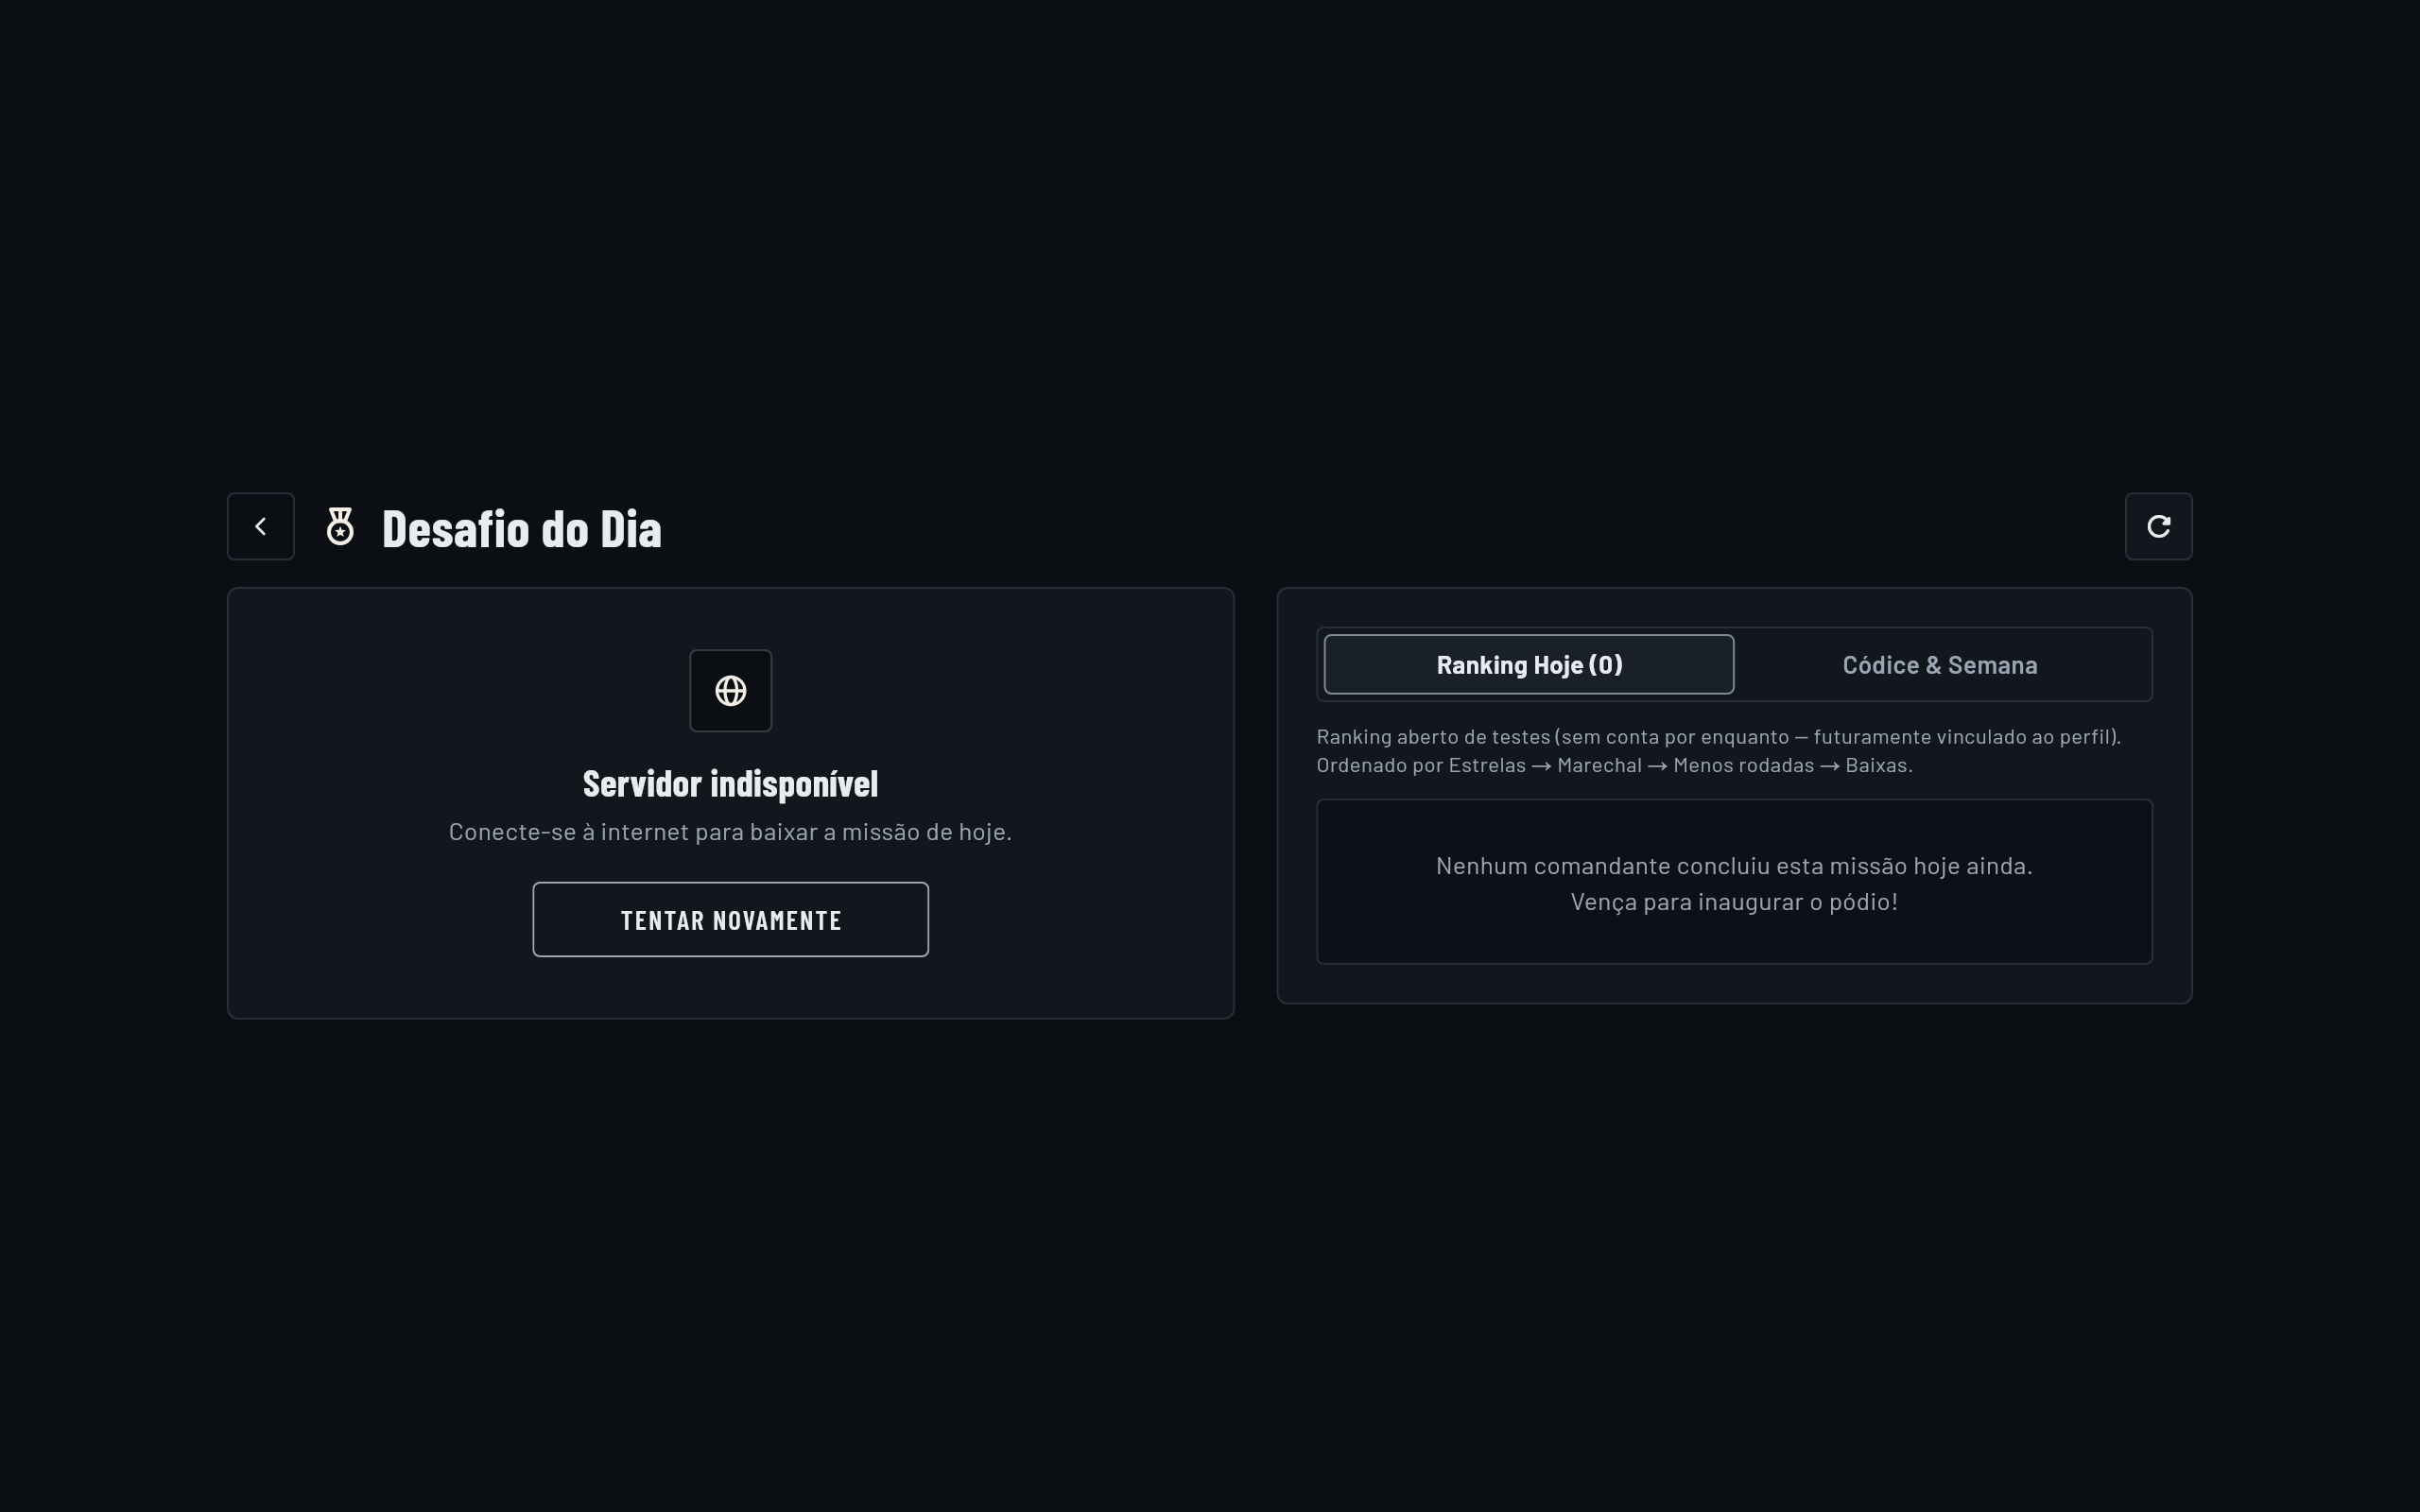 Desafio do Dia
Servidor indisponível
Conecte-se à internet para baixar a missão de hoje.
TENTAR NOVAMENTE
Ranking Hoje (0)
Códice & Semana
Ranking aberto de testes (sem conta por enquanto — futuramente vinculado ao perfil).
Ordenado por Estrelas → Marechal → Menos rodadas → Baixas.
Nenhum comandante concluiu esta missão hoje ainda.
Vença para inaugurar o pódio!